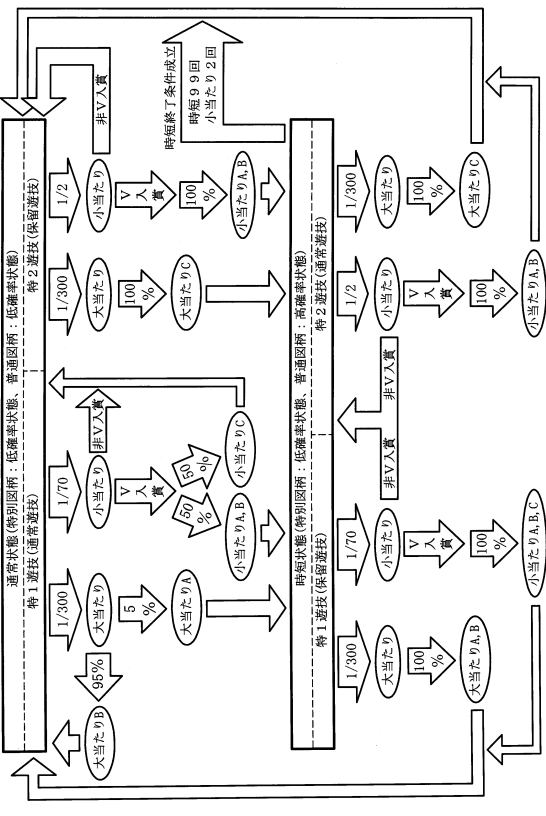 通常状態(特別図柄：低確率状態、普通図柄：低確率状態)
特１遊技(通常遊技)
特２遊技(保留遊技)
1/300
大当たり
95%
大当たりB
5
%
大当たりA
1/70
小当たり
非V入賞
V
入
賞
50
%
小当たりA,B
50
%
小当たりC
1/300
大当たり
100
%
大当たりC
1/2
小当たり
非V入賞
V
入
賞
100
%
小当たりA,B
時短終了条件成立
時短９９回
小当たり２回
時短状態(特別図柄：低確率状態、普通図柄：高確率状態)
特１遊技(保留遊技)
特２遊技(通常遊技)
1/300
大当たり
100
%
大当たりA,B
1/70
小当たり
非V入賞
V
入
賞
100
%
小当たりA,B,C
1/2
小当たり
非V入賞
V
入
賞
100
%
小当たりA,B
1/300
大当たり
100
%
大当たりC